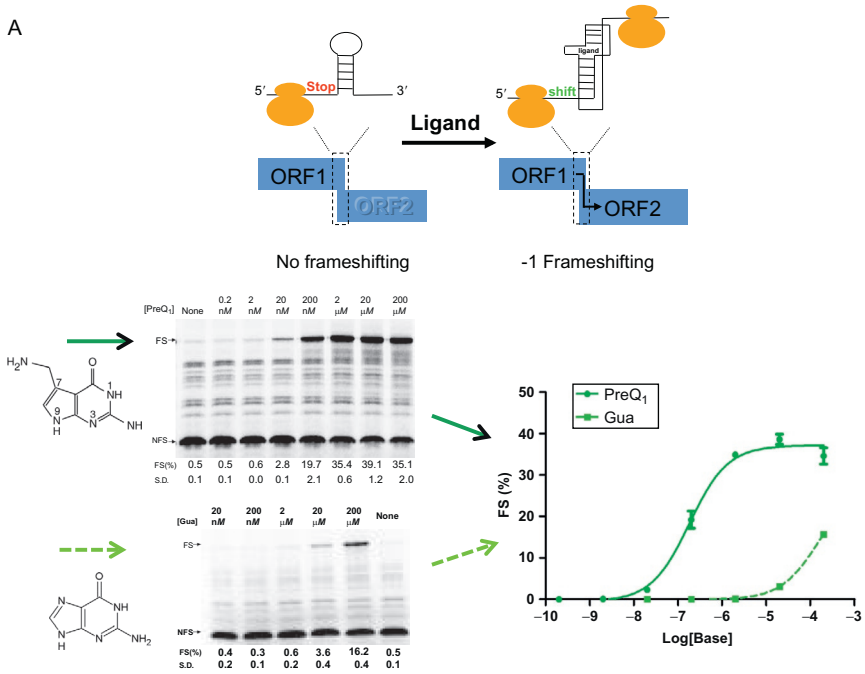 A
5′ Stop 3′
ligand
5′ shift 3′
Ligand
ORF1 ORF1
ORF2 ORF2
No frameshifting -1 Frameshifting
[PreQ1] None 0.2 nM 2 nM 20 nM 200 nM 2 μM 20 μM 200 μM
FS
H2N
O
7
1
NH
9
N
H
3
N
NH
NFS
FS(%) 0.5 0.5 0.6 2.8 19.7 35.4 39.1 35.1
S.D. 0.1 0.1 0.0 0.1 2.1 0.6 1.2 2.0
[Gua] 20 nM 200 nM 2 μM 20 μM 200 μM None
FS
O
N
NH
N
H
N
NH2
NFS
FS(%) 0.4 0.3 0.6 3.6 16.2 0.5
S.D. 0.2 0.1 0.2 0.4 0.4 0.1
PreQ1
Gua
FS (%)
50
40
30
20
10
0
–10 –9 –8 –7 –6 –5 –4 –3
Log[Base]